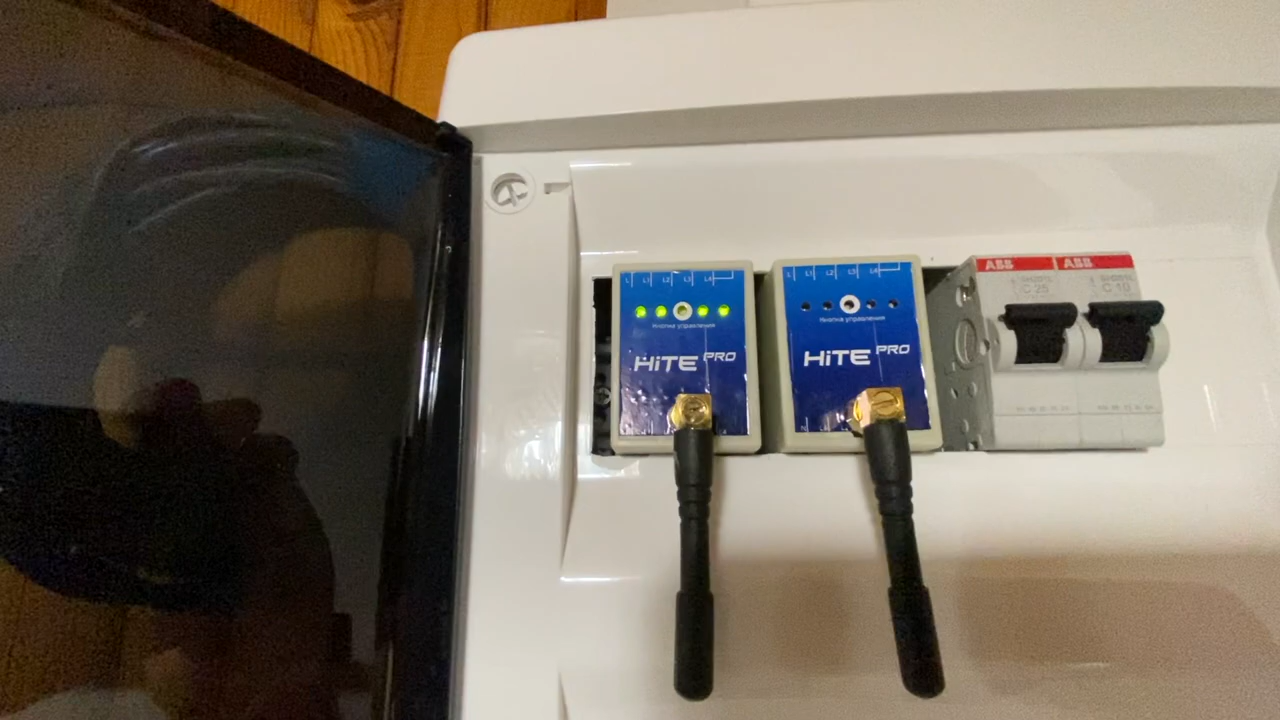 L L1 L2 L3 L4
Кнопка управления
HiTE PRO
L L1 L2 L3 L4
Кнопка управления
HiTE PRO
ABB ABB
C 25
C 10